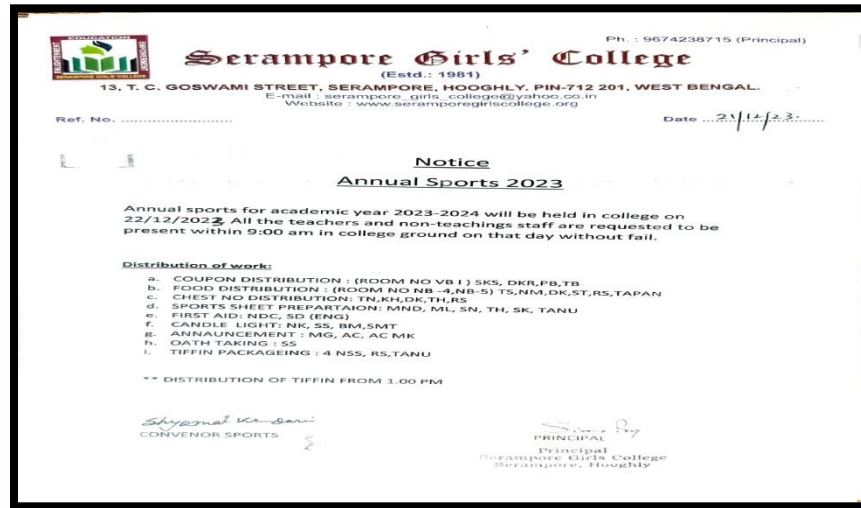 Ph. : 9674238715 (Principal)
EDUCATION
ENLIGHTENMENT
EMPOWERMENT
SERAMPORE GIRLS' COLLEGE
Serampore Girls' College
(Estd.: 1981)
13, T. C. GOSWAMI STREET, SERAMPORE, HOOGHLY. PIN-712 201, WEST BENGAL.
E-mail : serampore_girls_college@yahoo.co.in
Website : www.seramporegirlscollege.org
Ref. No. ............................
Date ...21/12/23.......
Notice
Annual Sports 2023
Annual sports for academic year 2023-2024 will be held in college on
22/12/2023. All the teachers and non-teachings staff are requested to be
present within 9:00 am in college ground on that day without fail.
Distribution of work:
a. COUPON DISTRIBUTION : (ROOM NO VB I ) SKS, DKR,PB,TB
b. FOOD DISTRIBUTION : (ROOM NO NB -4,NB-5) TS,NM,DK,ST,RS,TAPAN
c. CHEST NO DISTRIBUTION: TN,KH,DK,TH,RS
d. SPORTS SHEET PREPARTAION: MND, ML, SN, TH, SK, TANU
e. FIRST AID: NDC, SD (ENG)
f. CANDLE LIGHT: NK, SS, BM,SMT
g. ANNAUNCEMENT : MG, AC, AC MK
h. OATH TAKING : SS
i. TIFFIN PACKAGEING : 4 NSS, RS,TANU
** DISTRIBUTION OF TIFFIN FROM 1.00 PM
CONVENOR SPORTS
PRINCIPAL
Principal
Serampore Girls College
Serampore, Hooghly